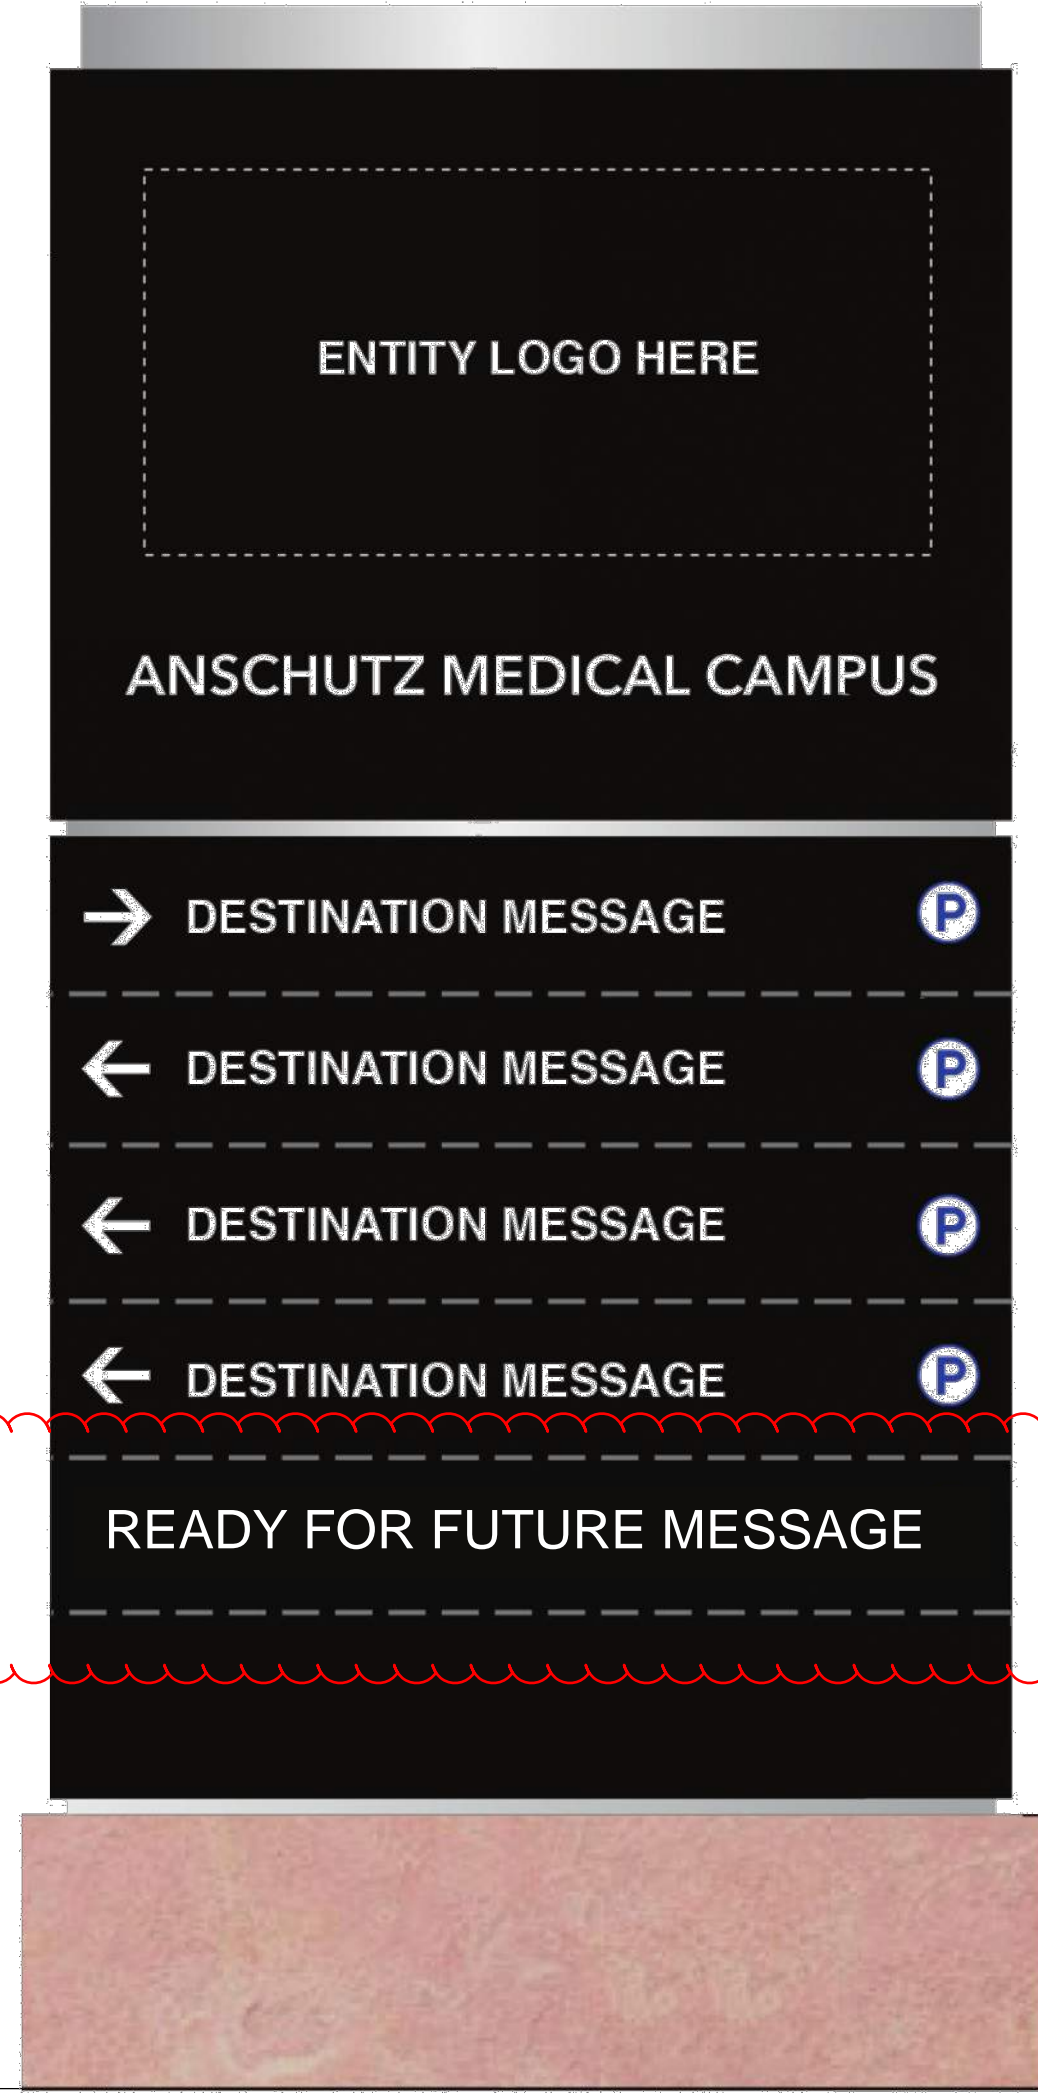 ENTITY LOGO HERE
ANSCHUTZ MEDICAL CAMPUS
→ DESTINATION MESSAGE P
← DESTINATION MESSAGE P
← DESTINATION MESSAGE P
← DESTINATION MESSAGE P
READY FOR FUTURE MESSAGE